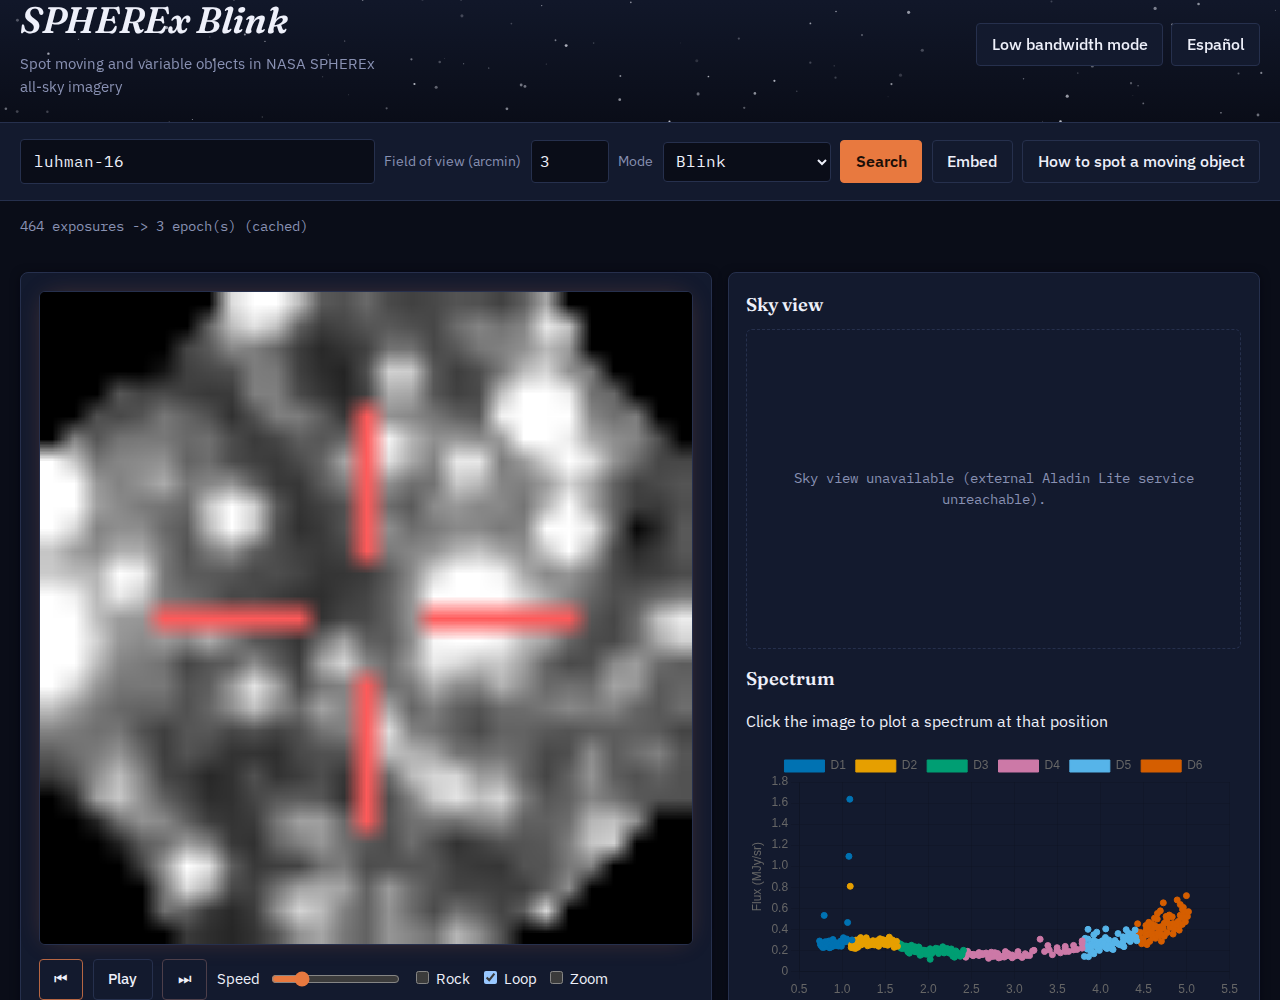 SPHEREx Blink
Spot moving and variable objects in NASA SPHEREx
all-sky imagery
Low bandwidth mode
Español
luhman-16
Field of view (arcmin)
3
Mode
Blink
Search
Embed
How to spot a moving object
464 exposures -> 3 epoch(s) (cached)
Sky view
Sky view unavailable (external Aladin Lite service
unreachable).
Spectrum
Click the image to plot a spectrum at that position
D1 D2 D3 D4 D5 D6
1.8
1.6
1.4
1.2
1.0
0.8
0.6
0.4
0.2
0
Flux (MJy/sr)
0.5 1.0 1.5 2.0 2.5 3.0 3.5 4.0 4.5 5.0 5.5
Play
Speed
Rock
Loop
Zoom